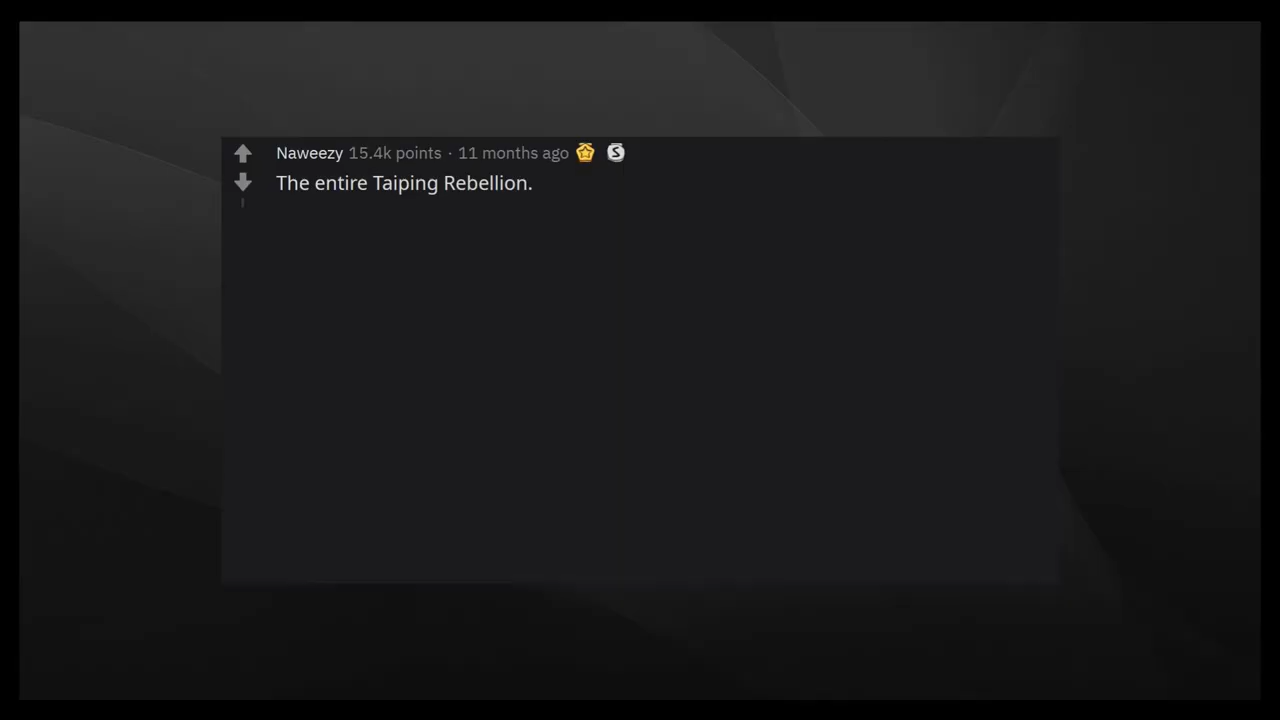 Naweezy 15.4k points · 11 months ago S
The entire Taiping Rebellion.